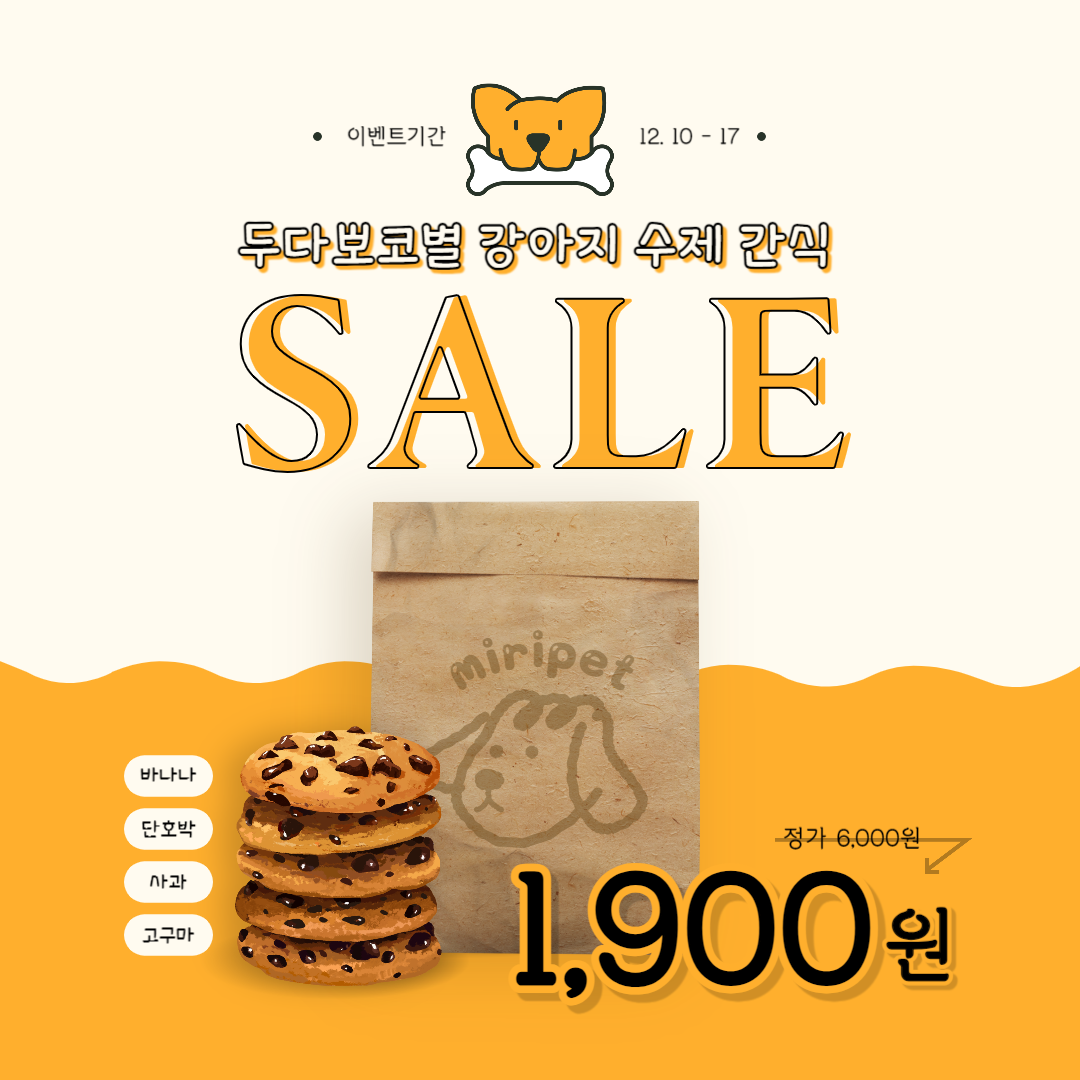 이벤트기간
12. 10 - 17
두다뽀코별 강아지 수제 간식
SALE
miripet
바나나
단호박
사과
고구마
정가 6,000원
1,900원